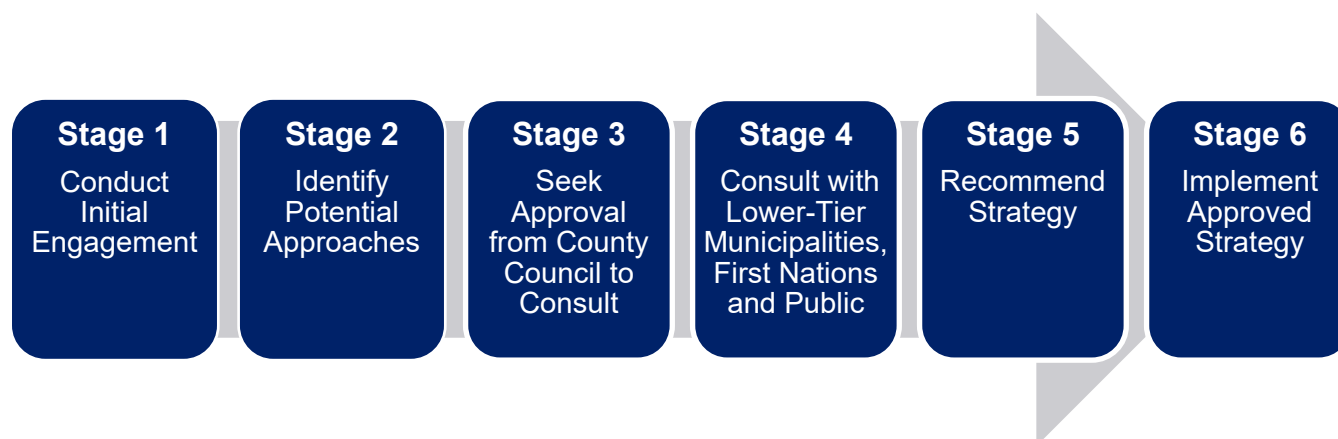 Stage 1
Conduct
Initial
Engagement
Stage 2
Identify
Potential
Approaches
Stage 3
Seek
Approval
from County
Council to
Consult
Stage 4
Consult with
Lower-Tier
Municipalities,
First Nations
and Public
Stage 5
Recommend
Strategy
Stage 6
Implement
Approved
Strategy